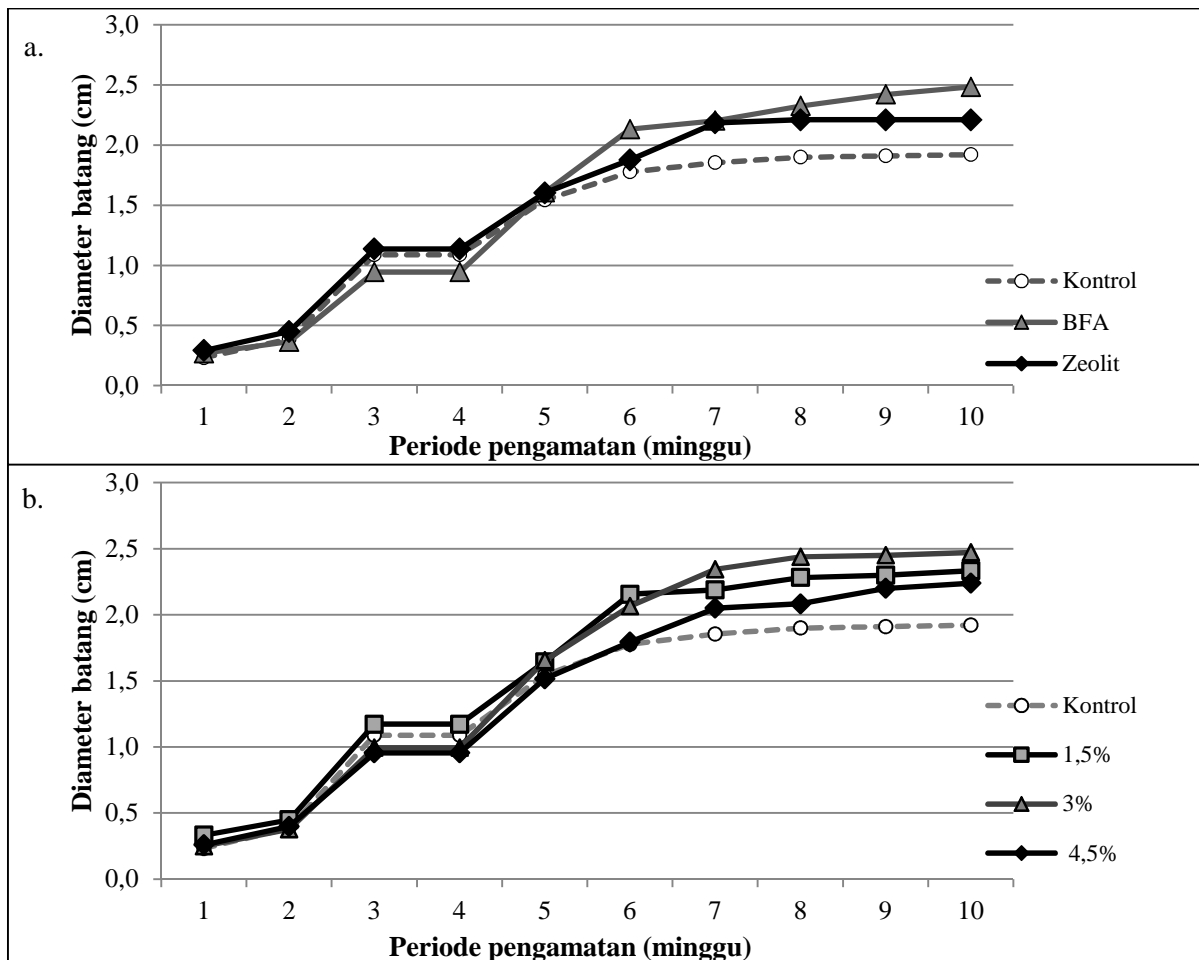 a.
Diameter batang (cm)
3,0
2,5
2,0
1,5
1,0
0,5
0,0
1 2 3 4 5 6 7 8 9 10
Periode pengamatan (minggu)
Kontrol
BFA
Zeolit
b.
Diameter batang (cm)
3,0
2,5
2,0
1,5
1,0
0,5
0,0
1 2 3 4 5 6 7 8 9 10
Periode pengamatan (minggu)
Kontrol
1,5%
3%
4,5%